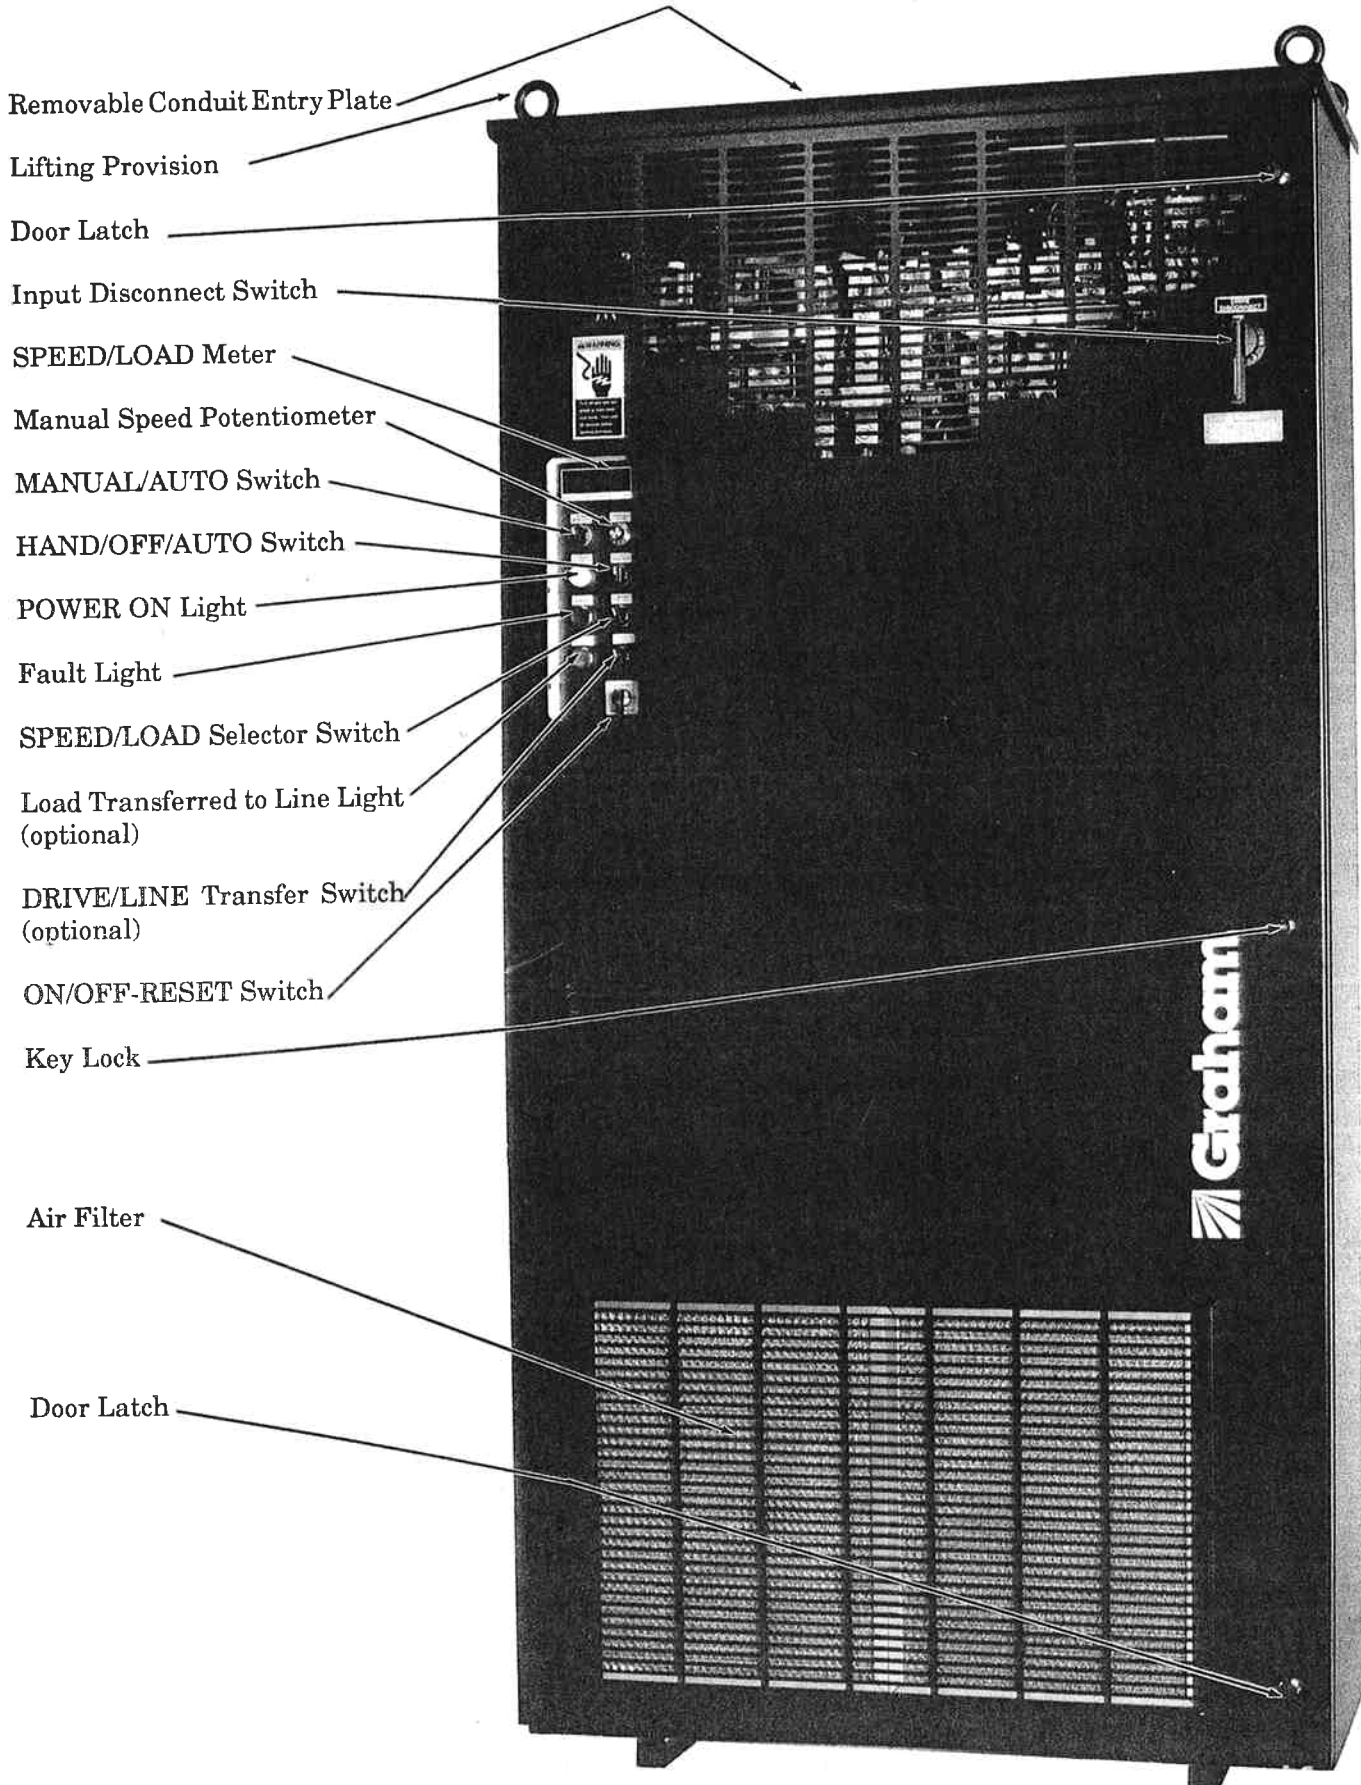 Removable Conduit Entry Plate
Lifting Provision
Door Latch
Input Disconnect Switch
SPEED/LOAD Meter
Manual Speed Potentiometer
MANUAL/AUTO Switch
HAND/OFF/AUTO Switch
POWER ON Light
Fault Light
SPEED/LOAD Selector Switch
Load Transferred to Line Light
(optional)
DRIVE/LINE Transfer Switch
(optional)
ON/OFF-RESET Switch
Key Lock
Air Filter
Door Latch
WARNING
Graham